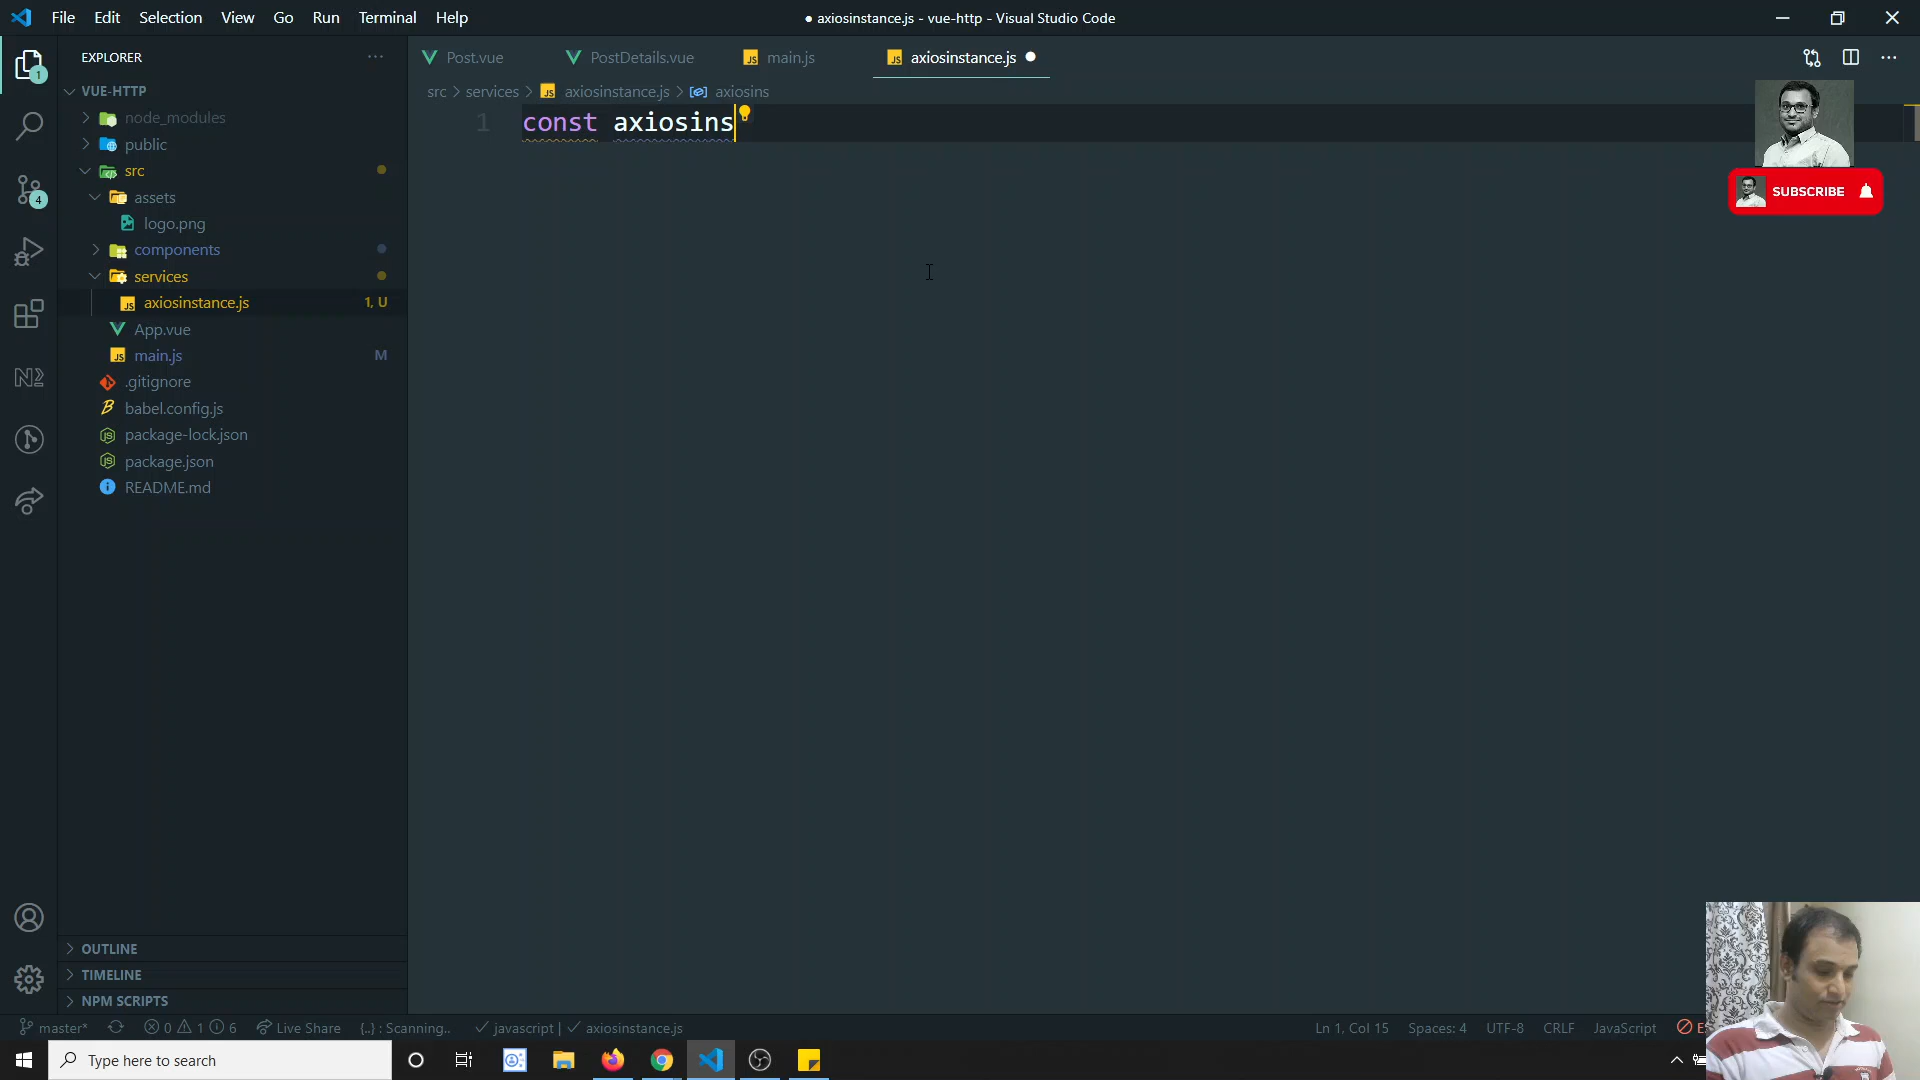 File Edit Selection View Go Run Terminal Help
● axiosinstance.js - vue-http - Visual Studio Code
EXPLORER
Post.vue
PostDetails.vue
main.js
axiosinstance.js
src > services > axiosinstance.js > axiosins
1 const axiosins
VUE-HTTP
node_modules
public
src
assets
logo.png
components
services
axiosinstance.js 1, U
App.vue
main.js M
.gitignore
babel.config.js
package-lock.json
package.json
README.md
SUBSCRIBE
1
4
OUTLINE
TIMELINE
NPM SCRIPTS
master* 0 1 6 Live Share {..} : Scanning.. javascript | axiosinstance.js
Ln 1, Col 15 Spaces: 4 UTF-8 CRLF JavaScript
Type here to search